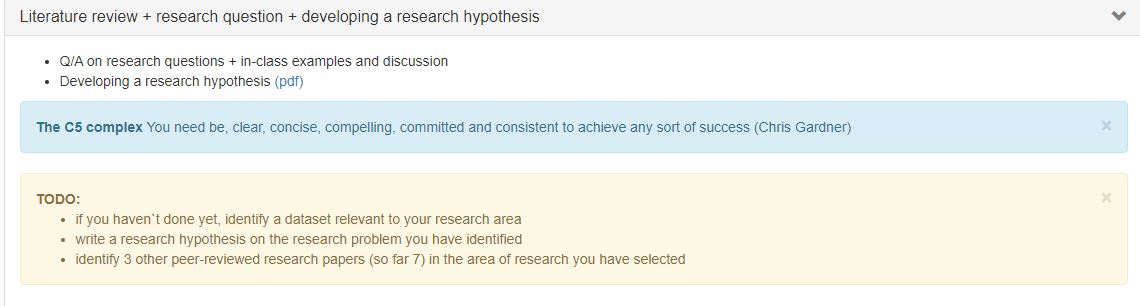 Literature review + research question + developing a research hypothesis
Q/A on research questions + in-class examples and discussion
Developing a research hypothesis (pdf)
The C5 complex You need be, clear, concise, compelling, committed and consistent to achieve any sort of success (Chris Gardner)
×
TODO:
×
if you haven`t done yet, identify a dataset relevant to your research area
write a research hypothesis on the research problem you have identified
identify 3 other peer-reviewed research papers (so far 7) in the area of research you have selected